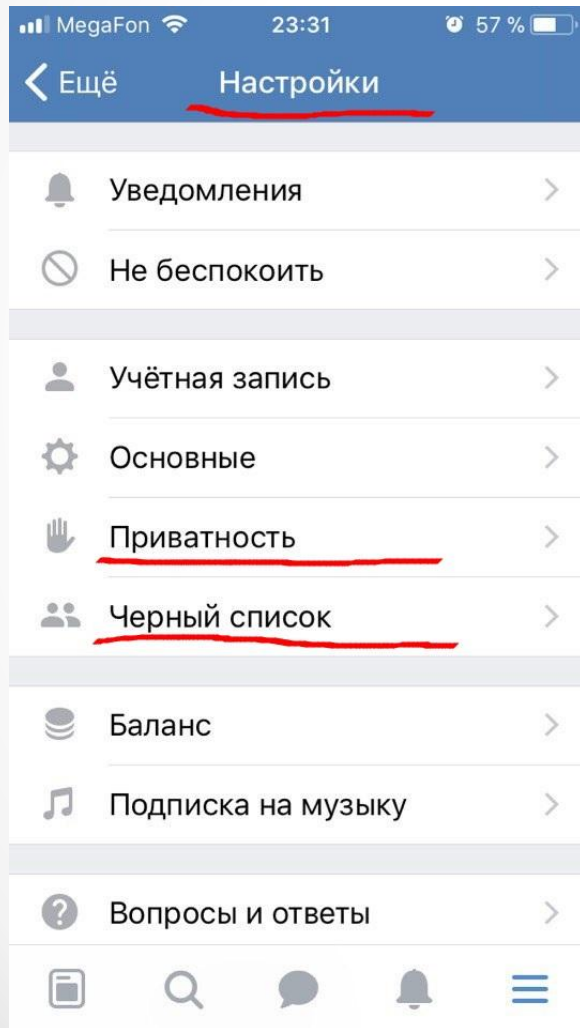 MegaFon 23:31 57 %
Ещё Настройки
Уведомления
Не беспокоить
Учётная запись
Основные
Приватность
Черный список
Баланс
Подписка на музыку
Вопросы и ответы